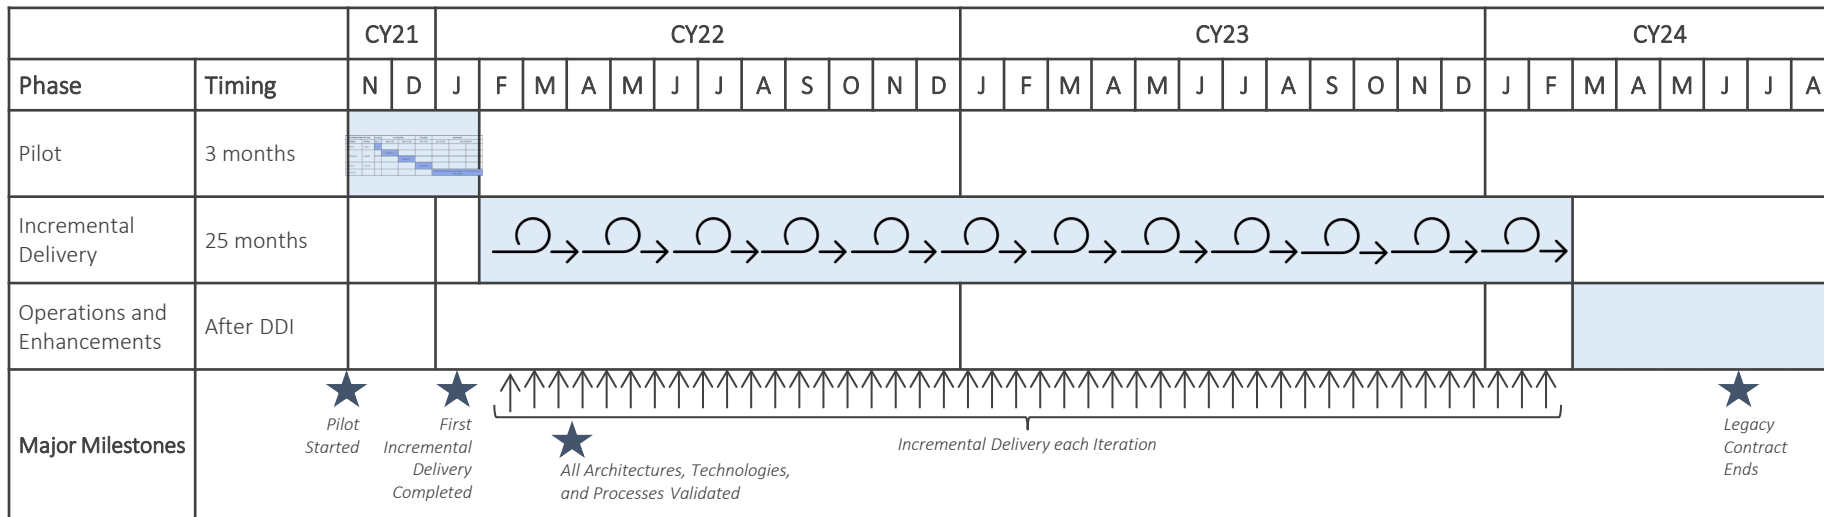 CY21 CY22 CY23 CY24
Phase Timing N D J F M A M J J A S O N D J F M A M J J A S O N D J F M A M J J A
Pilot 3 months
Incremental
Delivery
25 months
Operations and
Enhancements
After DDI
Major Milestones
Pilot
Started
First
Incremental
Delivery
Completed
All Architectures, Technologies,
and Processes Validated
Incremental Delivery each Iteration
Legacy
Contract
Ends